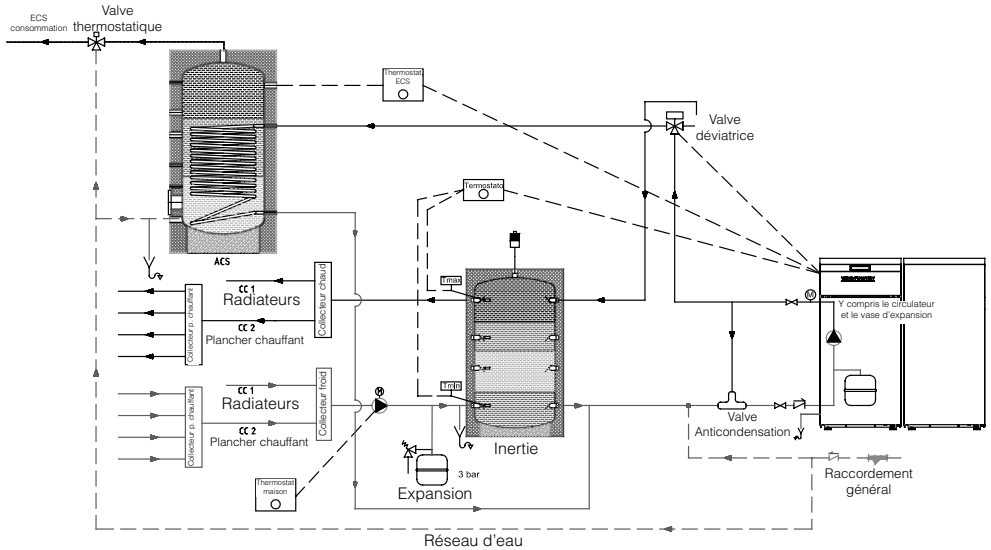 ECS
consommation
Valve
thermostatique
Thermostat
ECS
Valve
déviatrice
Termostato
ACS
Tmax
CC 1
Radiateurs
CC 2
Plancher chauffant
Collecteur chaud
Collecteur p. chauffant
M
Y compris le circulateur
et le vase d'expansion
Tmin
CC 1
Radiateurs
CC 2
Plancher chauffant
Collecteur froid
Collecteur p. chauffant
M
Valve
Anticondensation
Inertie
3 bar
Expansion
Thermostat
maison
Raccordement
général
Réseau d'eau